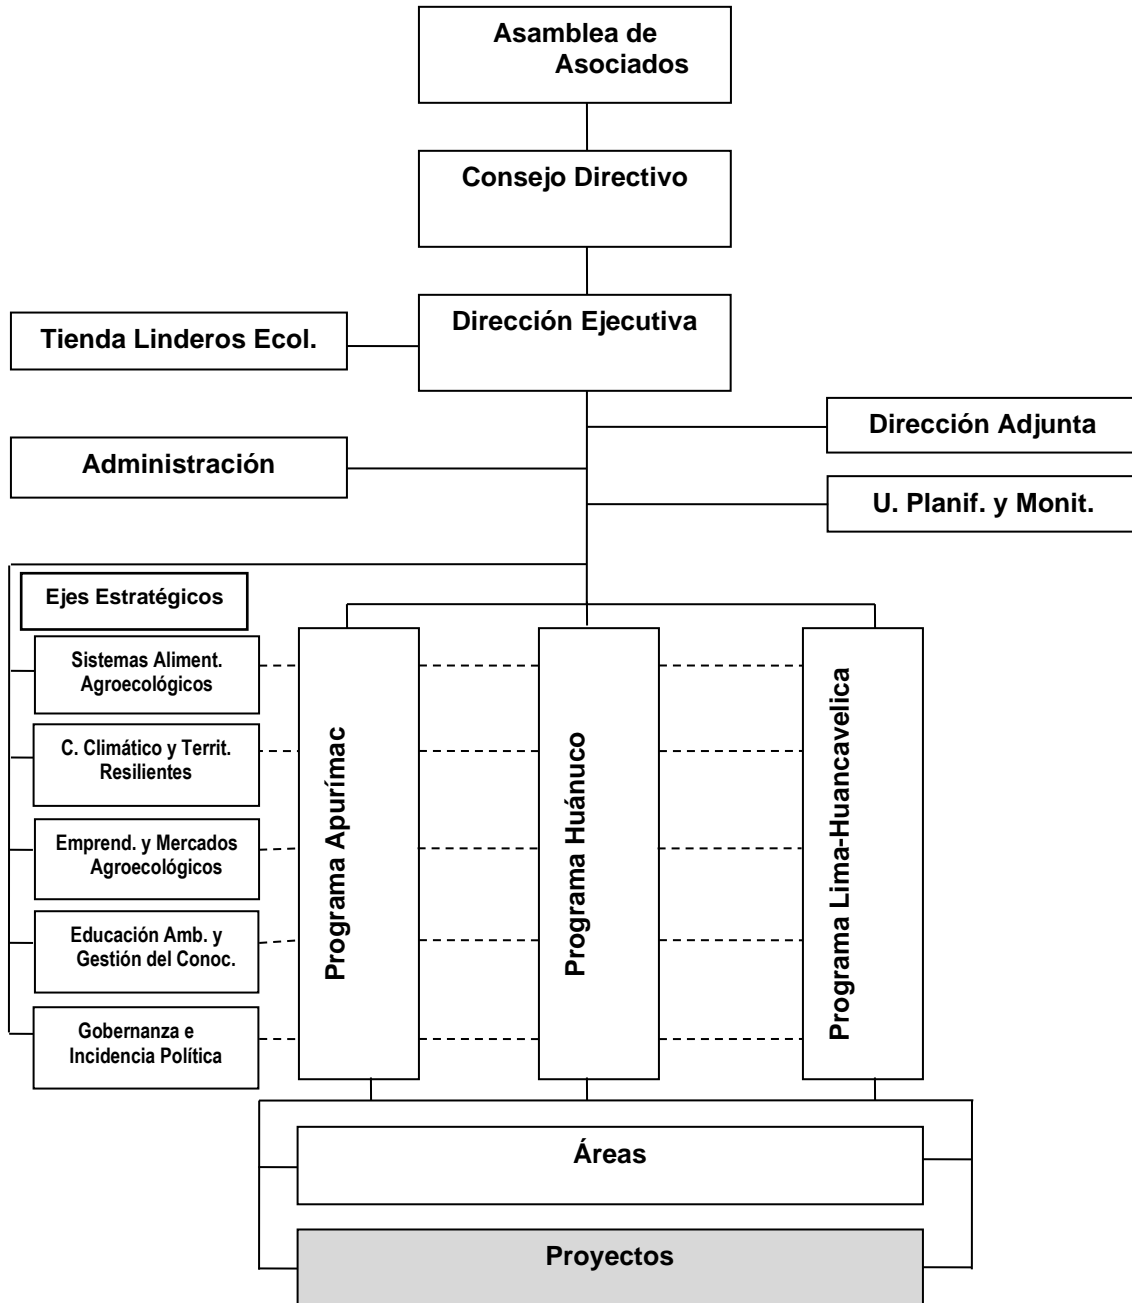 Asamblea de
Asociados
Consejo Directivo
Dirección Ejecutiva
Tienda Linderos Ecol.
Dirección Adjunta
Administración
U. Planif. y Monit.
Ejes Estratégicos
Sistemas Aliment.
Agroecológicos
C. Climático y Territ.
Resilientes
Emprend. y Mercados
Agroecológicos
Educación Amb. y
Gestión del Conoc.
Gobernanza e
Incidencia Política
Programa Apurímac
Programa Huánuco
Programa Lima-Huancavelica
Áreas
Proyectos